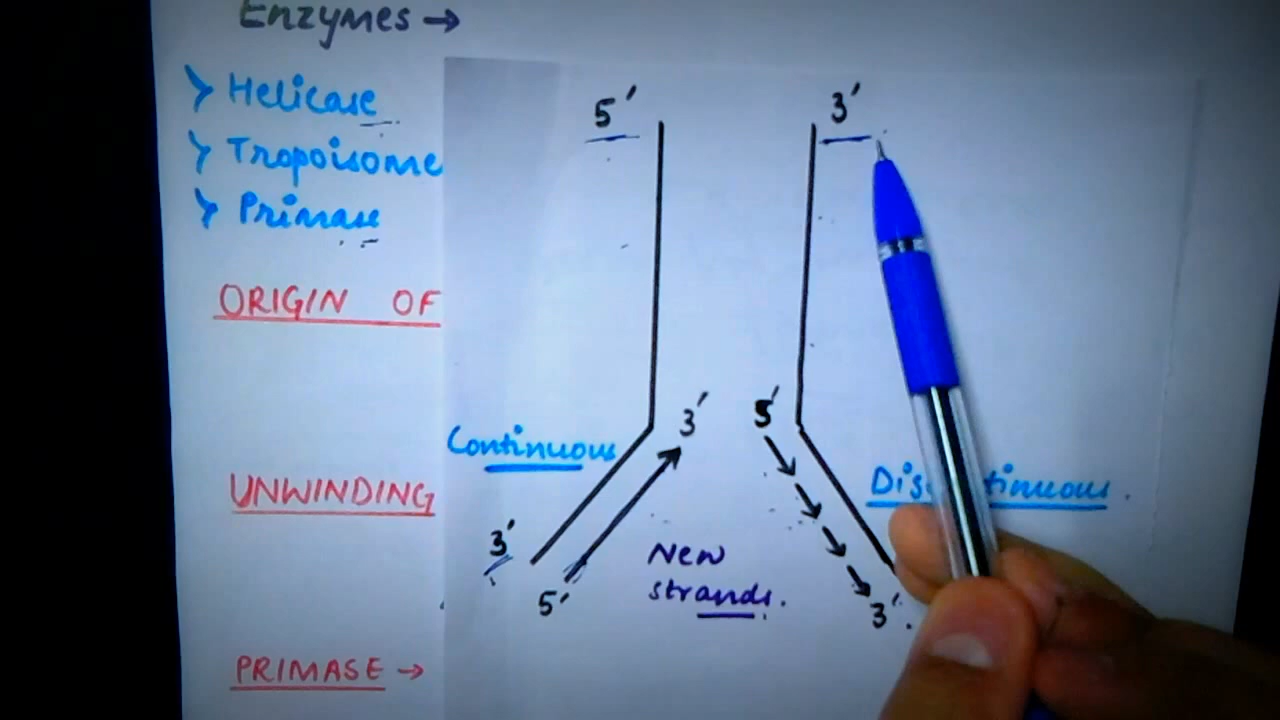 Enzymes →
Helicase
Tropoisome
Primase
ORIGIN OF
UNWINDING
PRIMASE →
5′ 3′
3′ 5′
Continuous
3′
5′
New
strands.
3′.